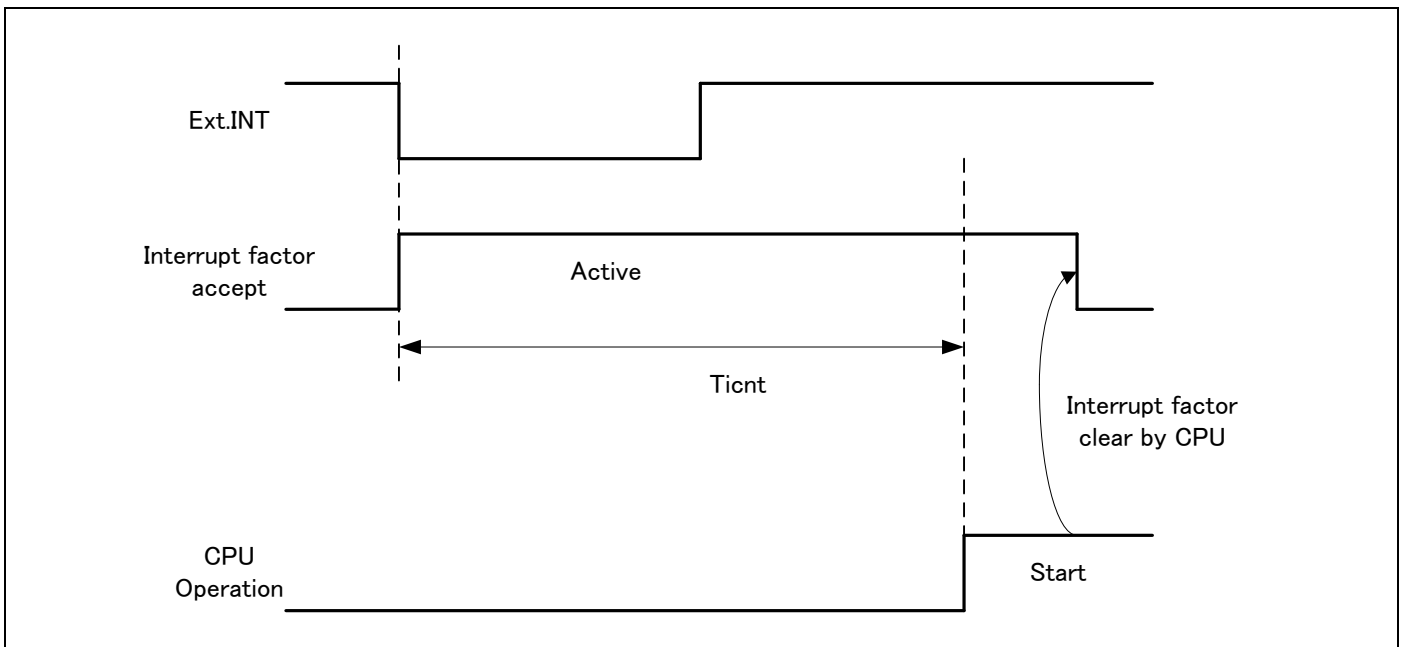 Ext.INT
Interrupt factor
accept
Active
Ticnt
Interrupt factor
clear by CPU
CPU
Operation
Start